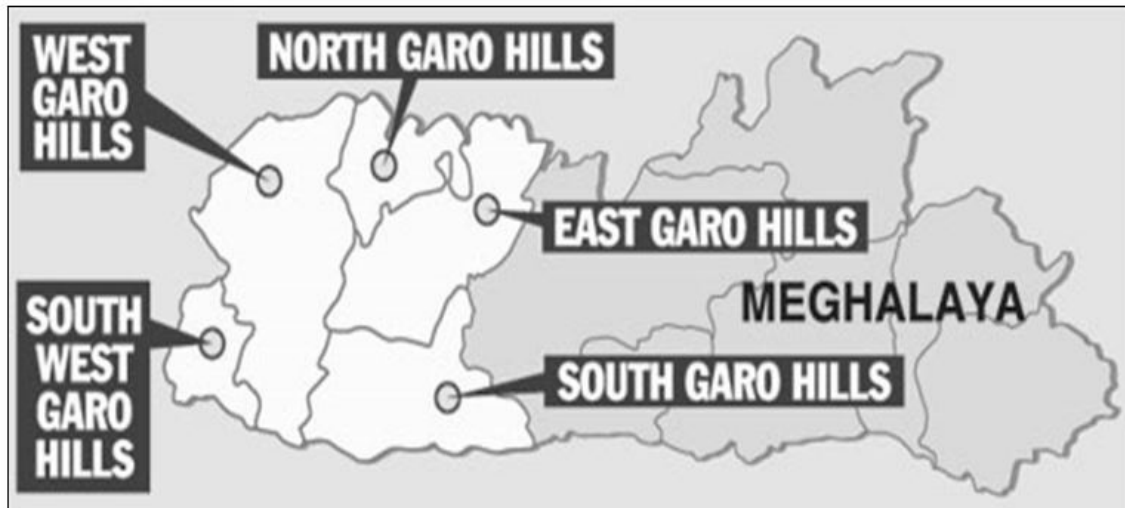 WEST
GARO
HILLS
NORTH GARO HILLS
EAST GARO HILLS
MEGHALAYA
SOUTH
WEST
GARO
HILLS
SOUTH GARO HILLS